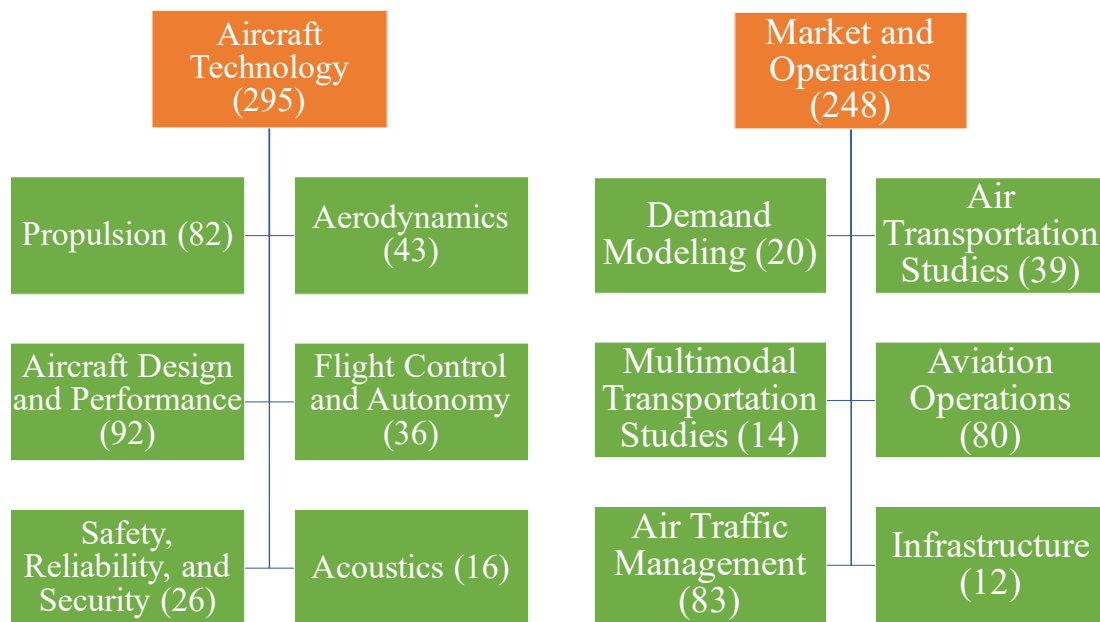 Aircraft
Technology
(295)
Propulsion (82)
Aerodynamics
(43)
Aircraft Design
and Performance
(92)
Flight Control
and Autonomy
(36)
Safety,
Reliability, and
Security (26)
Acoustics (16)
Market and
Operations
(248)
Demand
Modeling (20)
Air
Transportation
Studies (39)
Multimodal
Transportation
Studies (14)
Aviation
Operations
(80)
Air Traffic
Management
(83)
Infrastructure
(12)